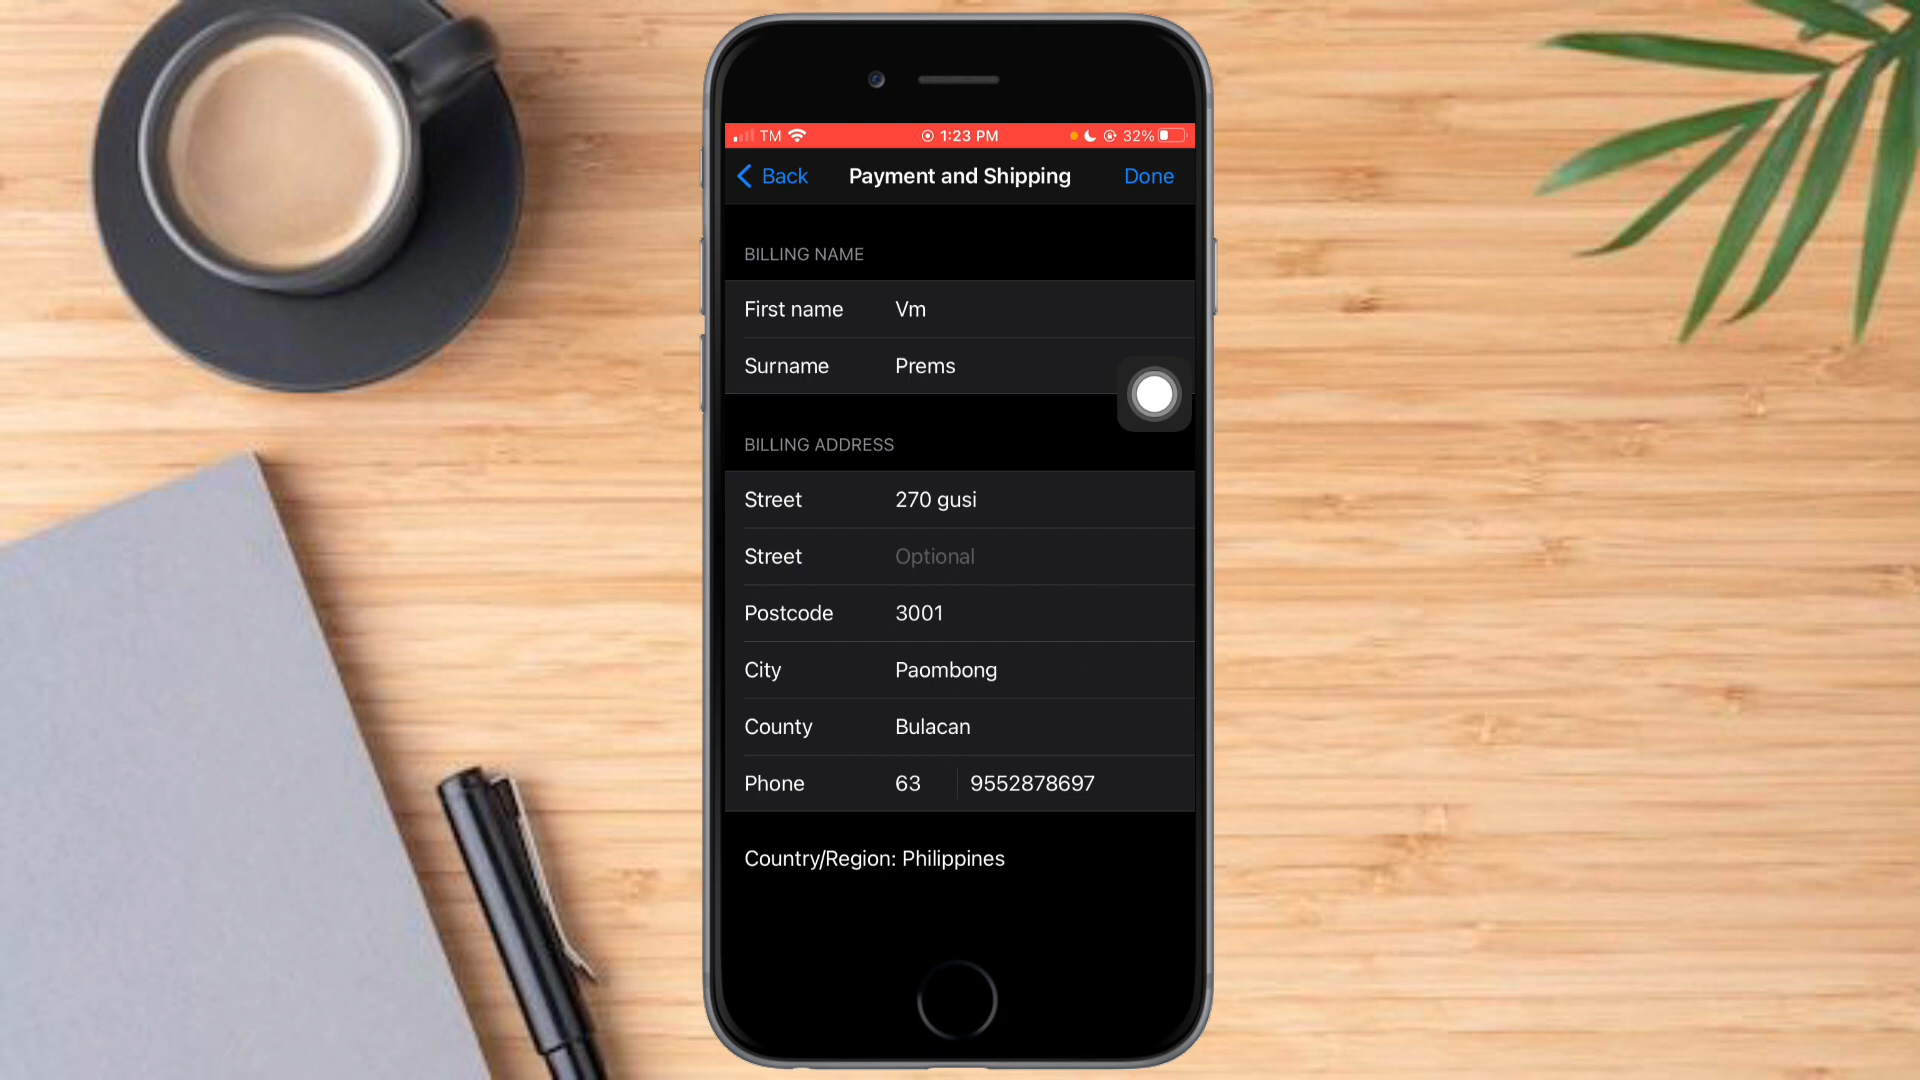 TM 1:23 PM 32%
Back Payment and Shipping Done
BILLING NAME
First name Vm
Surname Prems
BILLING ADDRESS
Street 270 gusi
Street Optional
Postcode 3001
City Paombong
County Bulacan
Phone 63 9552878697
Country/Region: Philippines